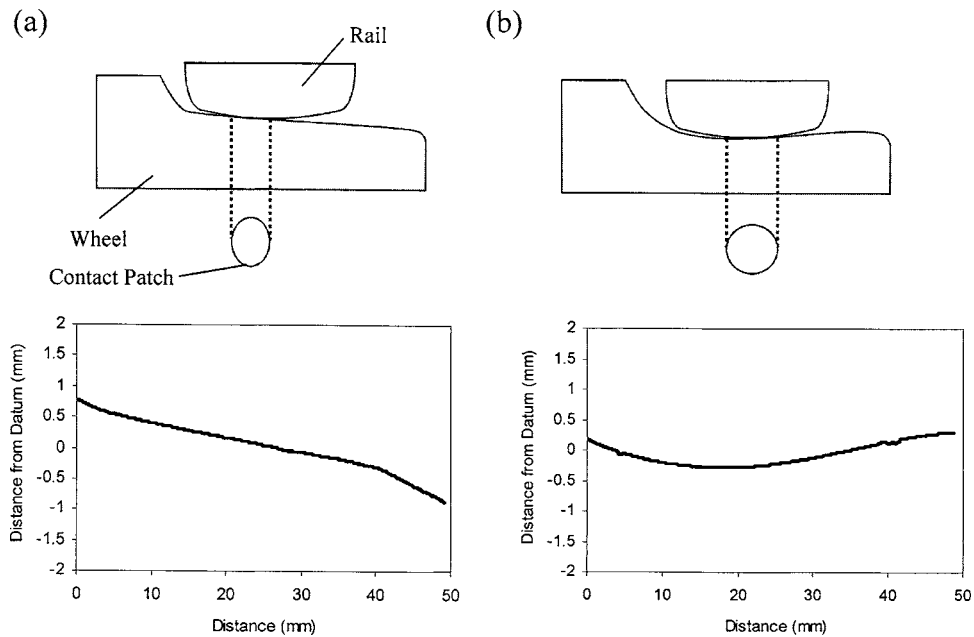 (a)
Rail
Wheel
Contact Patch
(b)
2
1.5
1
0.5
0
-0.5
-1
-1.5
-2
Distance from Datum (mm)
0 10 20 30 40 50
Distance (mm)
2
1.5
1
0.5
0
-0.5
-1
-1.5
-2
Distance from Datum (mm)
0 10 20 30 40 50
Distance (mm)